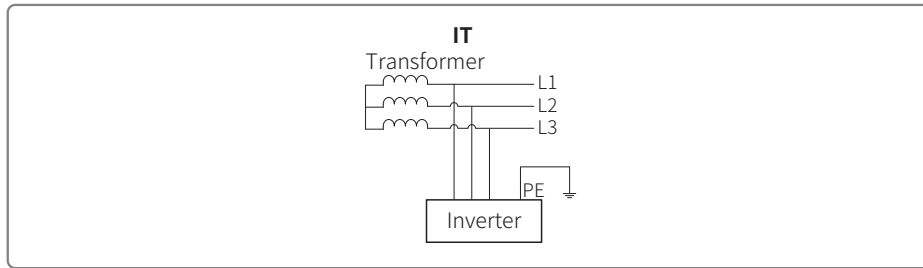 IT
Transformer
L1
L2
L3
PE
Inverter